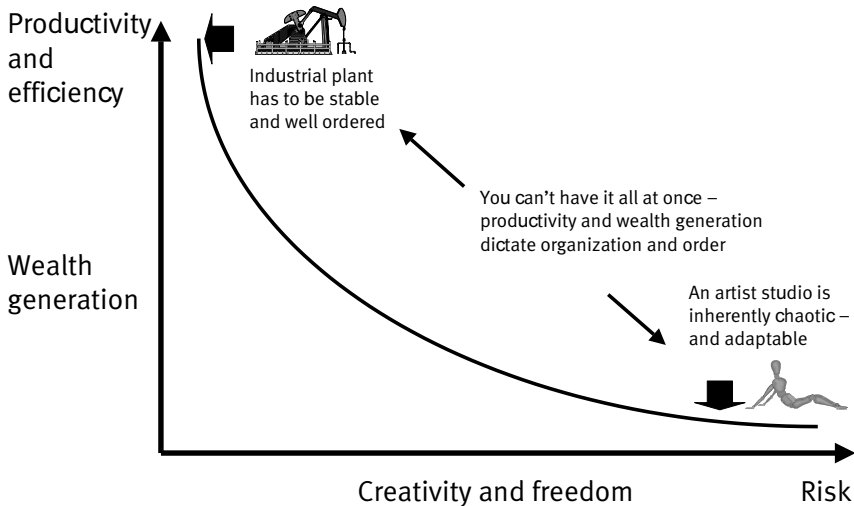 Productivity
and
efficiency
Industrial plant
has to be stable
and well ordered
You can’t have it all at once –
productivity and wealth generation
dictate organization and order
Wealth
generation
An artist studio is
inherently chaotic –
and adaptable
Creativity and freedom
Risk